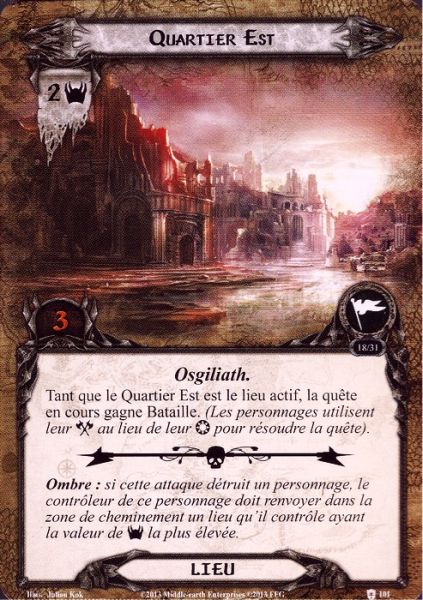 Quartier Est
2
3
18/31
Osgiliath.
Tant que le Quartier Est est le lieu actif, la quête
en cours gagne Bataille. (Les personnages utilisent
leur au lieu de leur pour résoudre la quête).
Ombre : si cette attaque détruit un personnage, le
contrôleur de ce personnage doit renvoyer dans la
zone de cheminement un lieu qu'il contrôle ayant
la valeur de la plus élevée.
LIEU
Illus. Julian Kok ©2013 Middle-earth Enterprises ©2013 FFG 101